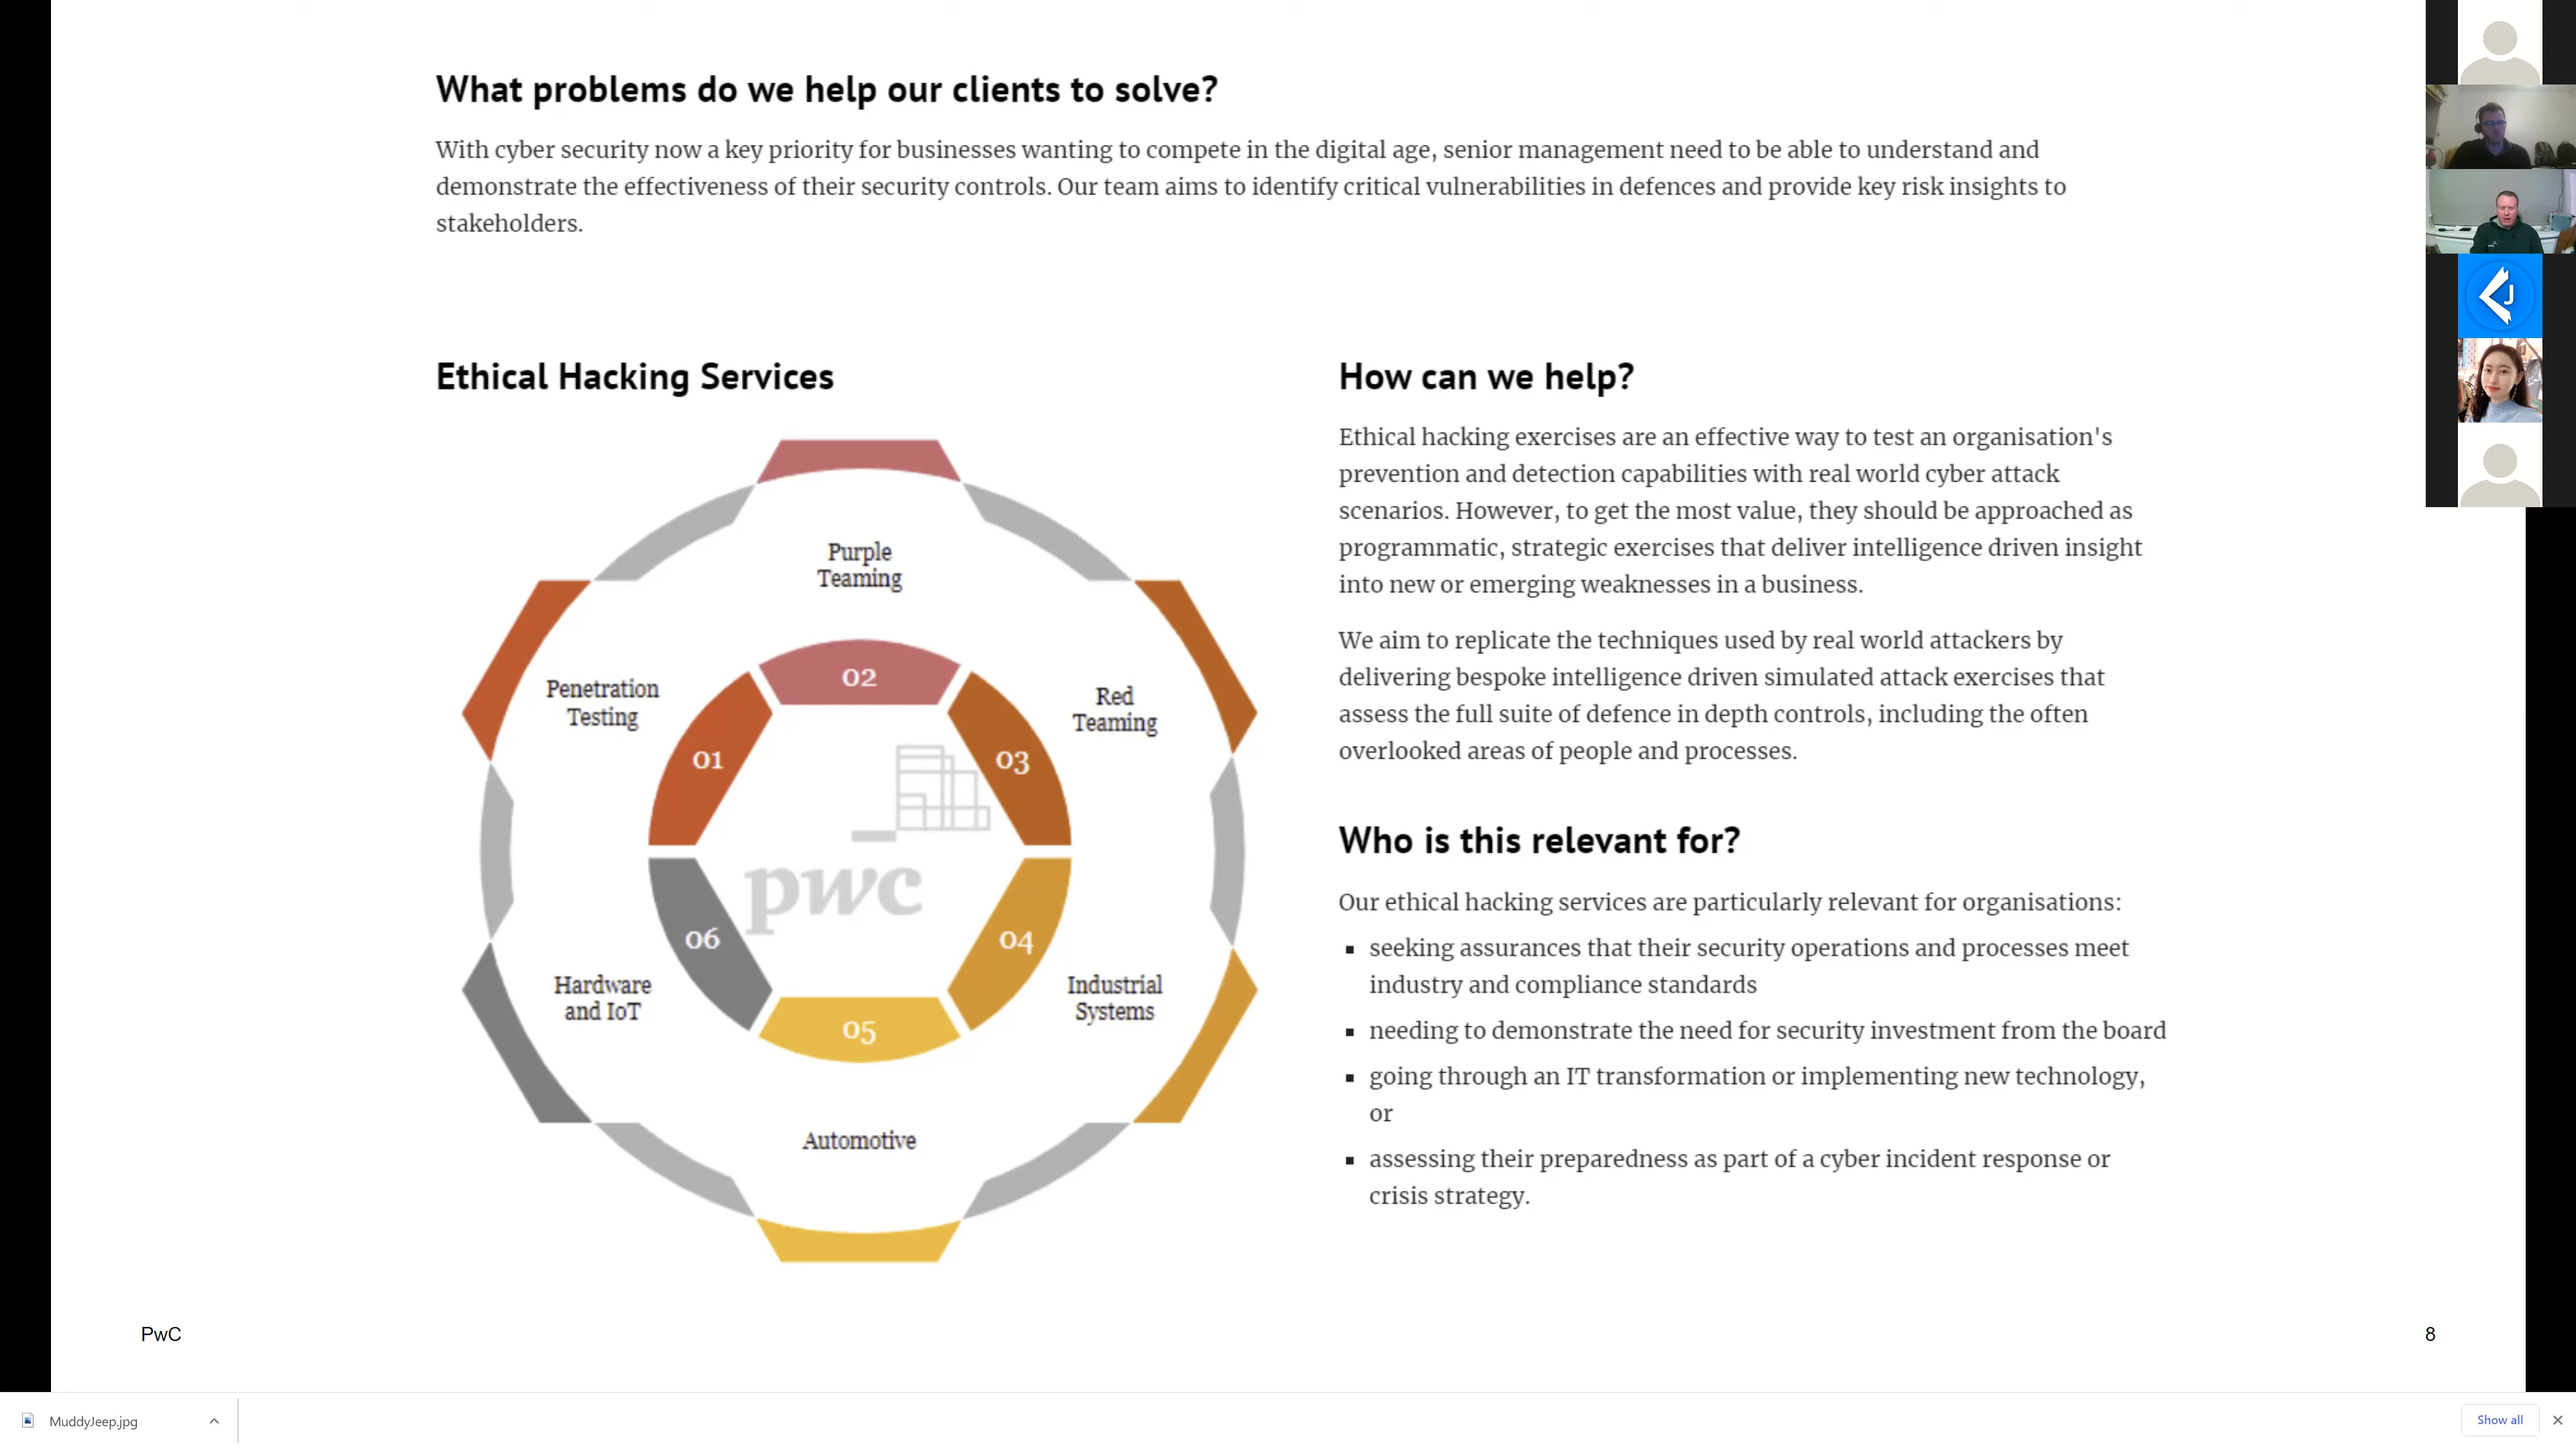 What problems do we help our clients to solve?
With cyber security now a key priority for businesses wanting to compete in the digital age, senior management need to be able to understand and
demonstrate the effectiveness of their security controls. Our team aims to identify critical vulnerabilities in defences and provide key risk insights to
stakeholders.
Ethical Hacking Services
Purple
Teaming
Penetration
Testing
Red
Teaming
02
01
03
pwc
06
04
Hardware
and IoT
Industrial
Systems
05
Automotive
How can we help?
Ethical hacking exercises are an effective way to test an organisation's
prevention and detection capabilities with real world cyber attack
scenarios. However, to get the most value, they should be approached as
programmatic, strategic exercises that deliver intelligence driven insight
into new or emerging weaknesses in a business.
We aim to replicate the techniques used by real world attackers by
delivering bespoke intelligence driven simulated attack exercises that
assess the full suite of defence in depth controls, including the often
overlooked areas of people and processes.
Who is this relevant for?
Our ethical hacking services are particularly relevant for organisations:
▪ seeking assurances that their security operations and processes meet
industry and compliance standards
▪ needing to demonstrate the need for security investment from the board
▪ going through an IT transformation or implementing new technology,
or
▪ assessing their preparedness as part of a cyber incident response or
crisis strategy.
J
PwC
8
MuddyJeep.jpg
Show all